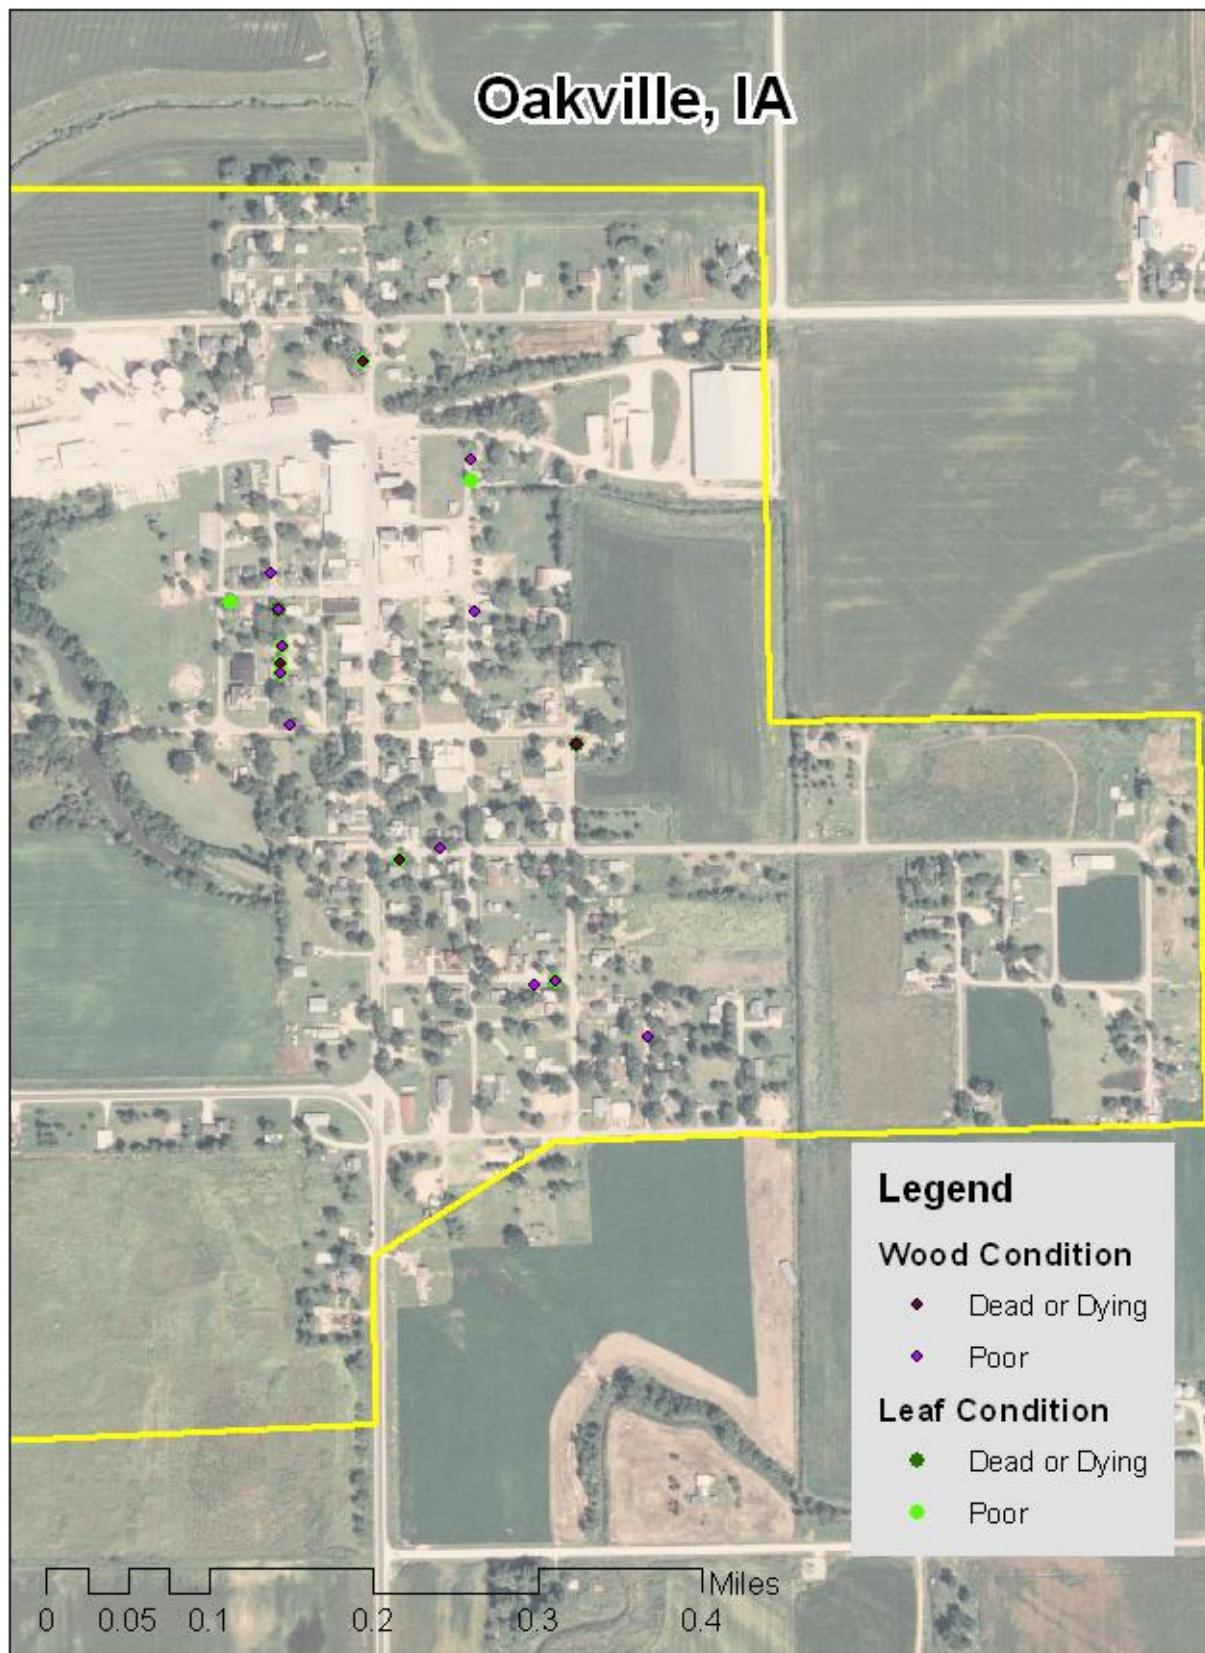 Oakville, IA
Legend
Wood Condition
Dead or Dying
Poor
Leaf Condition
Dead or Dying
Poor
Miles
0 0.05 0.1 0.2 0.3 0.4